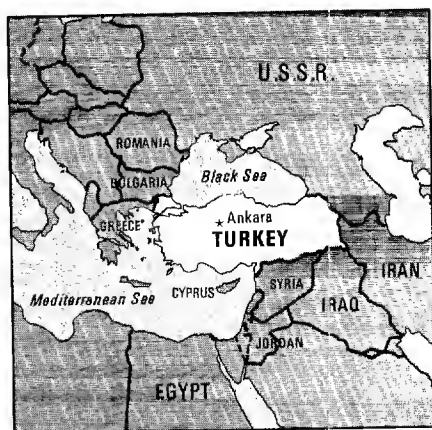 U.S.S.R.
ROMANIA
Black Sea
BULGARIA
Ankara
GREECE
TURKEY
IRAN
SYRIA
Mediterranean Sea
CYPRUS
IRAQ
JORDAN
EGYPT